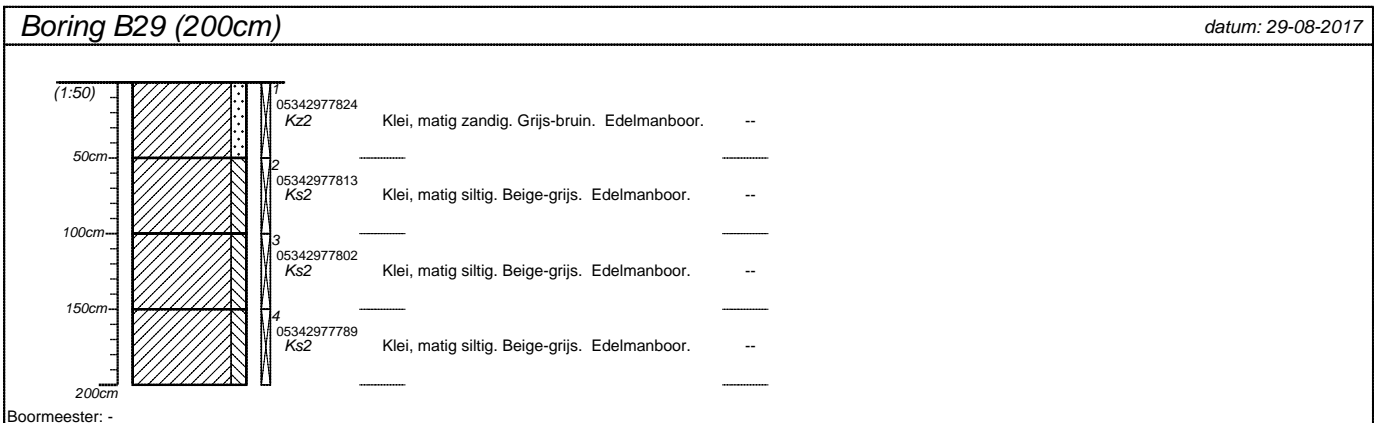 Boring B29 (200cm) datum: 29-08-2017
(1:50)
1
05342977824
Kz2 Klei, matig zandig. Grijs-bruin. Edelmanboor. --
50cm
2
05342977813
Ks2 Klei, matig siltig. Beige-grijs. Edelmanboor. --
100cm
3
05342977802
Ks2 Klei, matig siltig. Beige-grijs. Edelmanboor. --
150cm
4
05342977789
Ks2 Klei, matig siltig. Beige-grijs. Edelmanboor. --
200cm
Boormeester: -